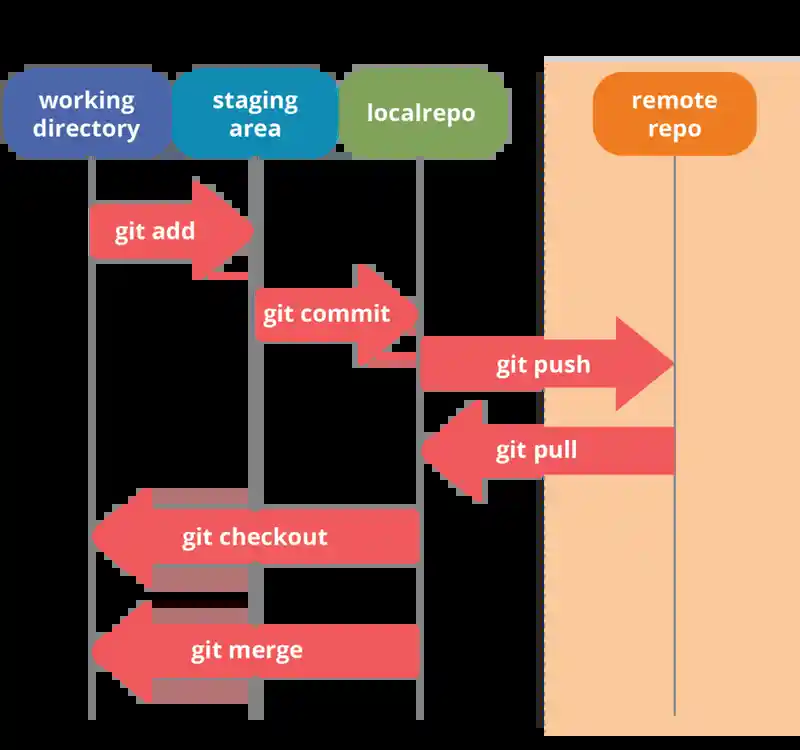 working
directory
staging
area
localrepo
remote
repo
git add
git commit
git push
git pull
git checkout
git merge